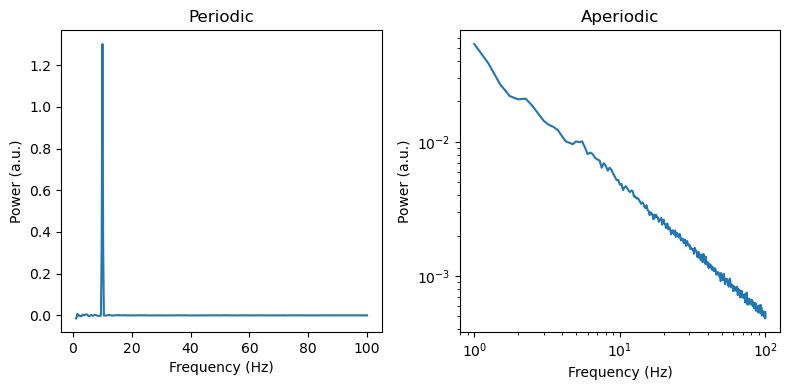 Periodic
Power (a.u.)
1.2
1.0
0.8
0.6
0.4
0.2
0.0
0 20 40 60 80 100
Frequency (Hz)
Aperiodic
Power (a.u.)
10⁻²
10⁻³
10⁰ 10¹ 10²
Frequency (Hz)